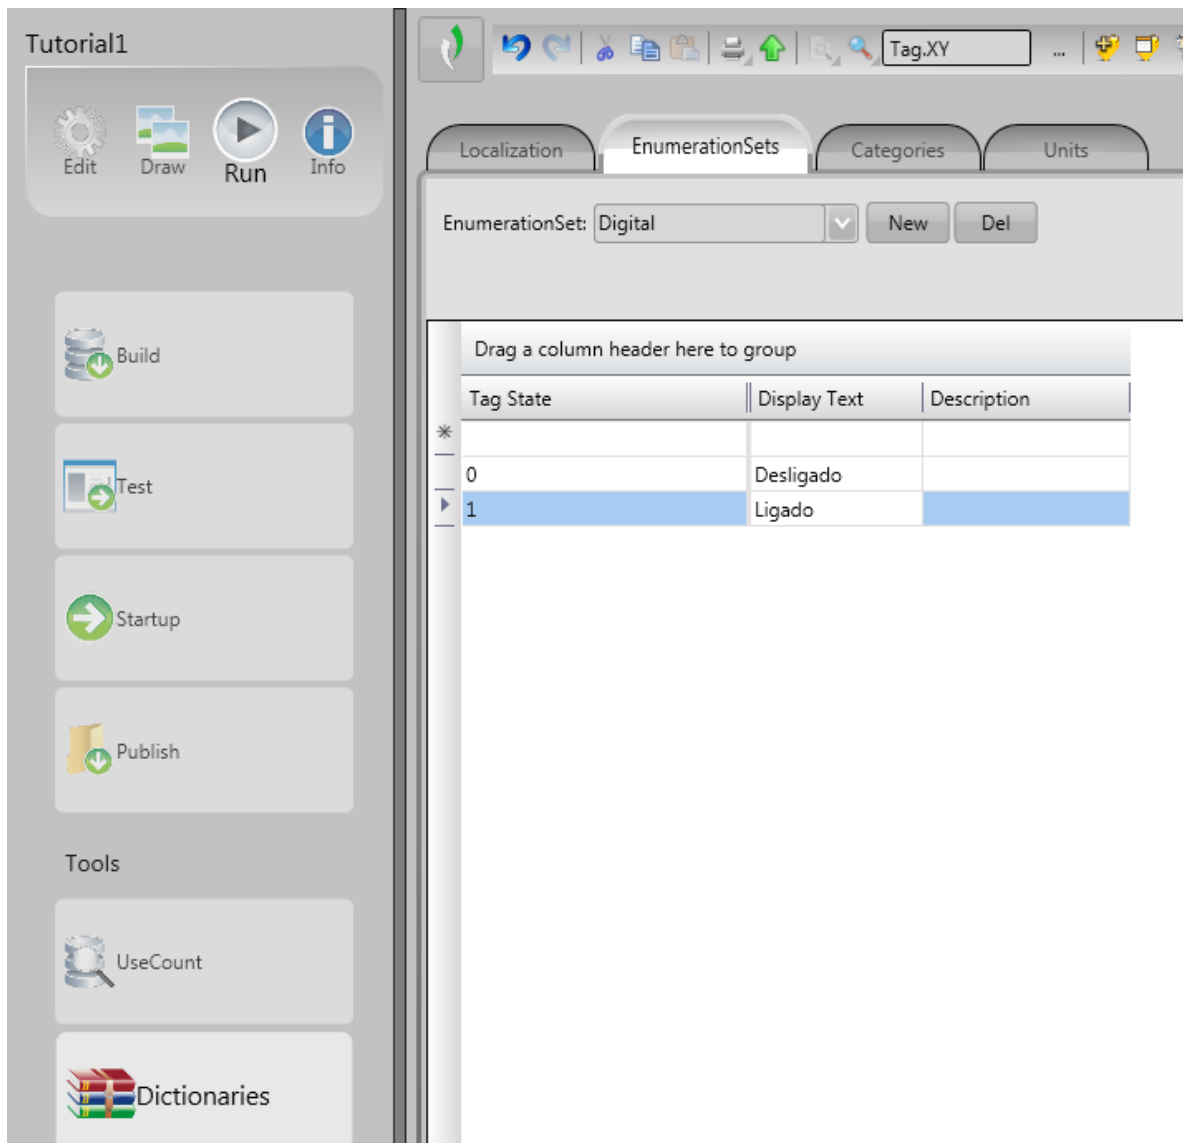 Tutorial1
Edit Draw Run Info
Build
Test
Startup
Publish
Tools
UseCount
Dictionaries
Tag.XY ...
Localization EnumerationSets Categories Units
EnumerationSet: Digital New Del
Drag a column header here to group
Tag State Display Text Description
0 Desligado
1 Ligado